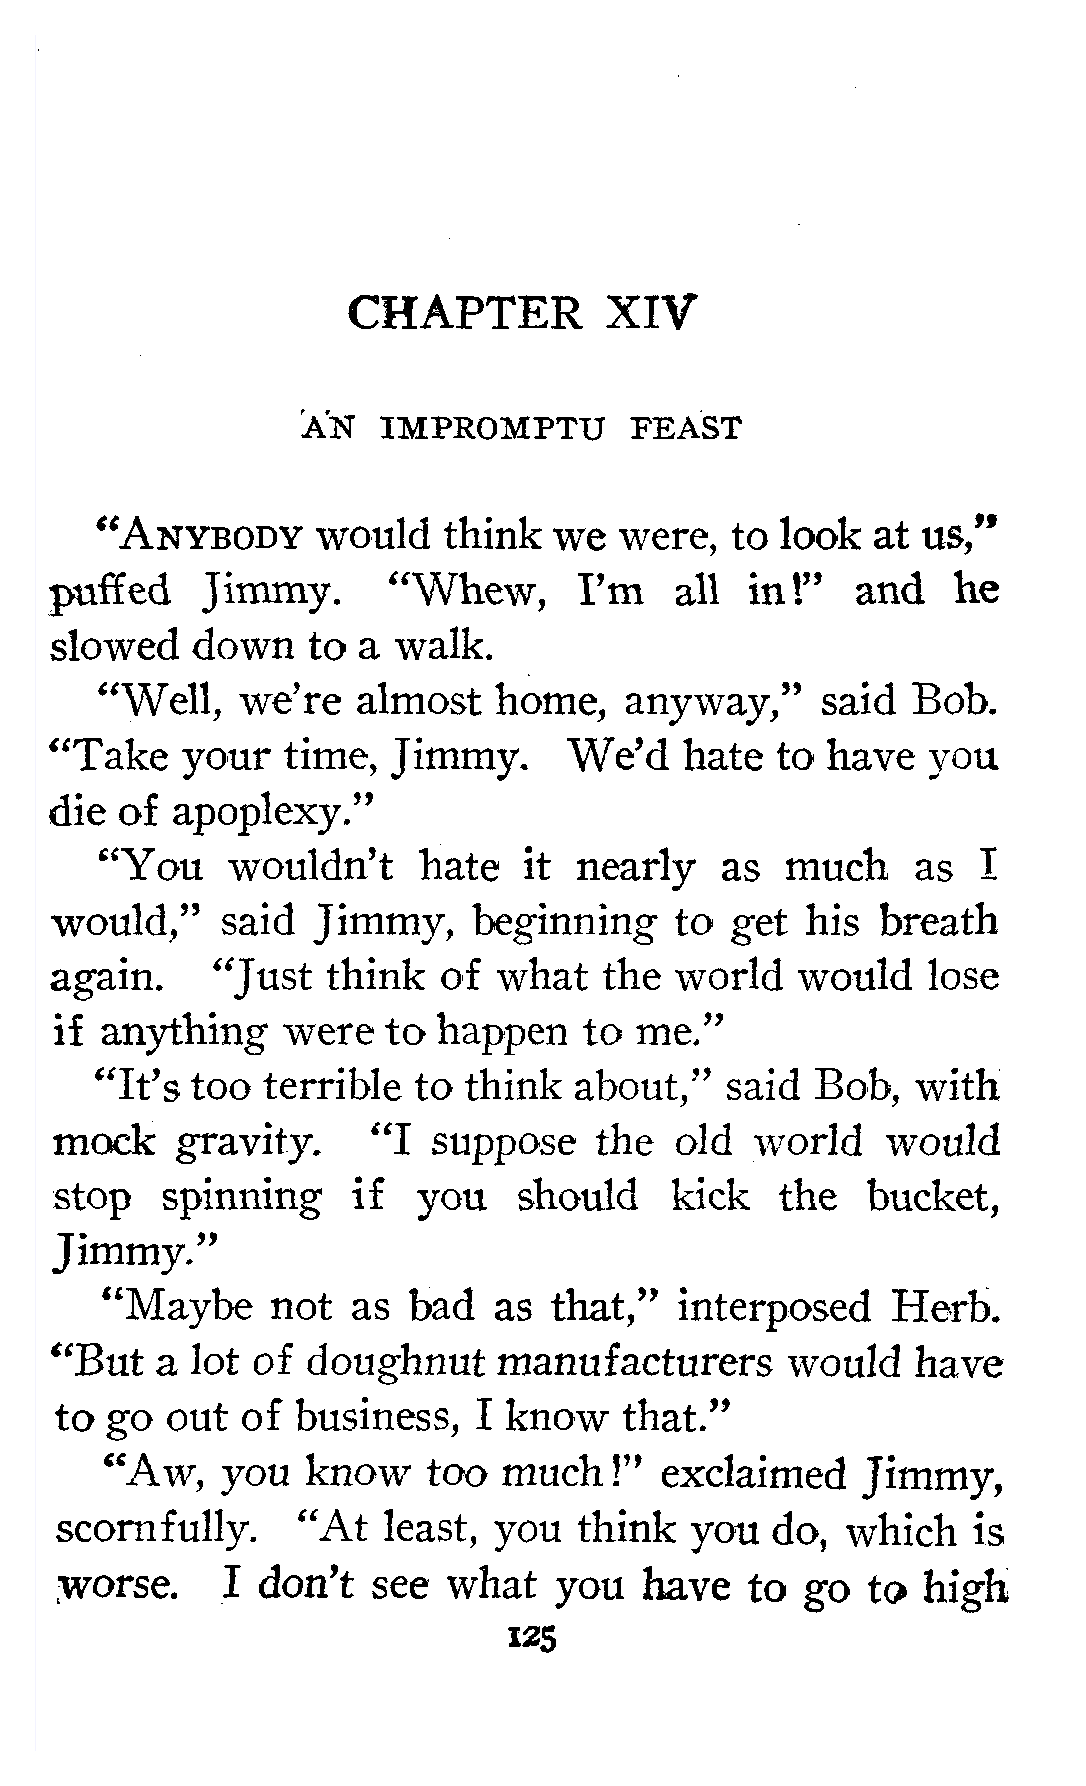 CHAPTER XIV
AN IMPROMPTU FEAST
“ANYBODY would think we were, to look at us,”
puffed Jimmy. “Whew, I’m all in!” and he
slowed down to a walk.
“Well, we’re almost home, anyway,” said Bob.
“Take your time, Jimmy. We’d hate to have you
die of apoplexy.”
“You wouldn’t hate it nearly as much as I
would,” said Jimmy, beginning to get his breath
again. “Just think of what the world would lose
if anything were to happen to me.”
“It’s too terrible to think about,” said Bob, with
mock gravity. “I suppose the old world would
stop spinning if you should kick the bucket,
Jimmy.”
“Maybe not as bad as that,” interposed Herb.
“But a lot of doughnut manufacturers would have
to go out of business, I know that.”
“Aw, you know too much!” exclaimed Jimmy,
scornfully. “At least, you think you do, which is
worse. I don’t see what you have to go to high
125